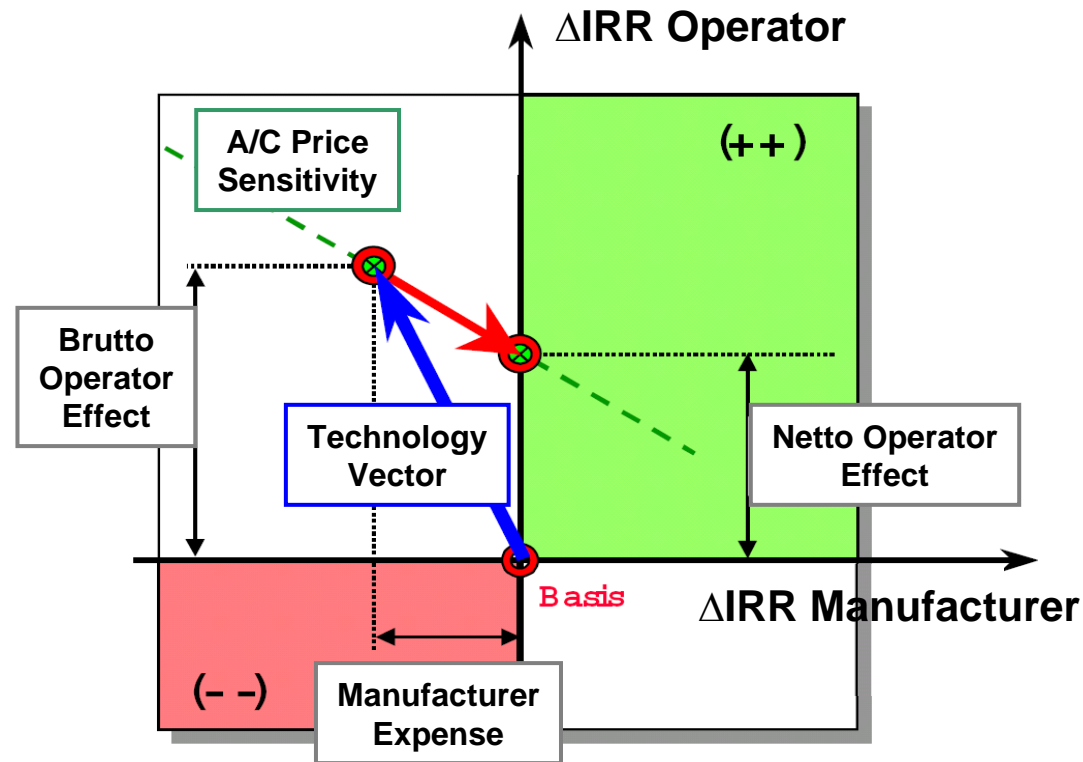 ΔIRR Operator
(++)
A/C Price
Sensitivity
Brutto
Operator
Effect
Technology
Vector
Netto Operator
Effect
Basis
ΔIRR Manufacturer
(- -)
Manufacturer
Expense